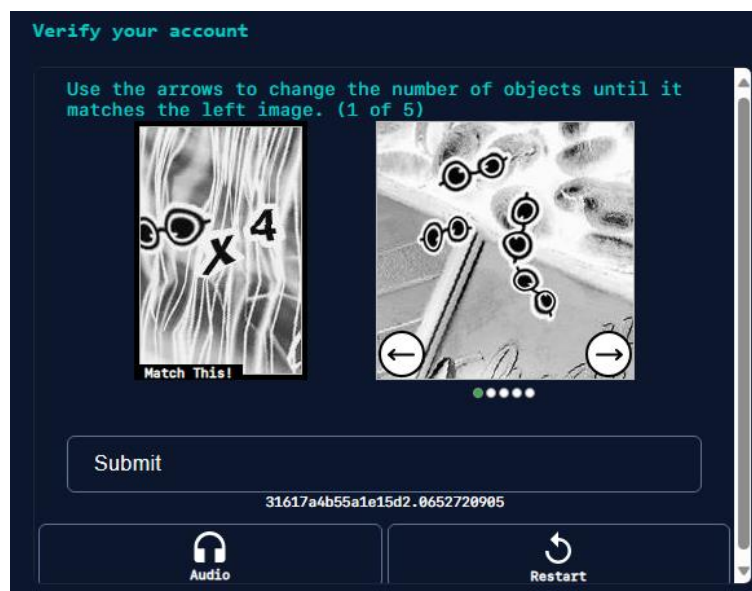 Verify your account
Use the arrows to change the number of objects until it
matches the left image. (1 of 5)
x 4
Match This!
Submit
31617a4b55a1e15d2.0652720905
Audio
Restart